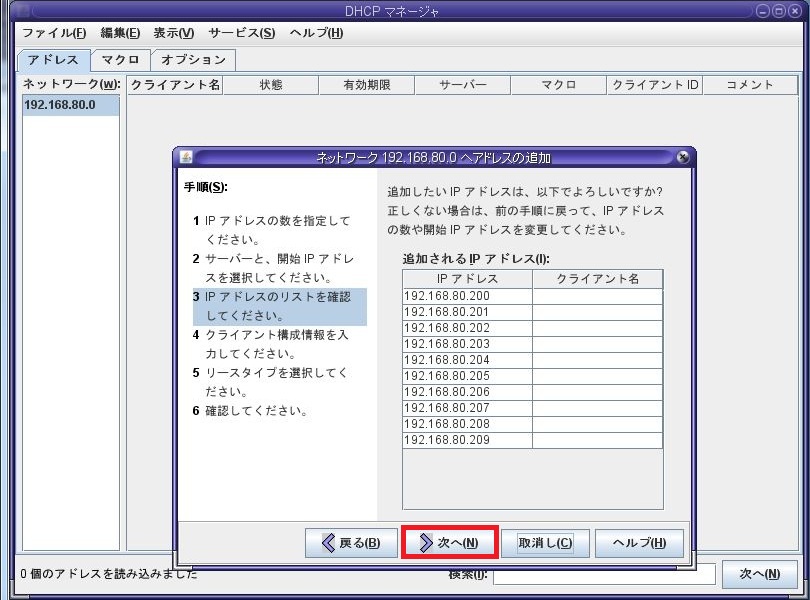 DHCP マネージャ
ファイル(F) 編集(E) 表示(V) サービス(S) ヘルプ(H)
アドレス マクロ オプション
ネットワーク(W): クライアント名 状態 有効期限 サーバー マクロ クライアント ID コメント
192.168.80.0
ネットワーク 192.168.80.0 へアドレスの追加
手順(S):
1 IP アドレスの数を指定して
ください。
2 サーバーと、開始 IP アドレ
スを選択してください。
3 IP アドレスのリストを確認
してください。
4 クライアント構成情報を入
力してください。
5 リースタイプを選択してく
ださい。
6 確認してください。
追加したい IP アドレスは、以下でよろしいですか?
正しくない場合は、前の手順に戻って、IP アドレス
の数や開始 IP アドレスを変更してください。
追加される IP アドレス(I):
IP アドレス クライアント名
192.168.80.200
192.168.80.201
192.168.80.202
192.168.80.203
192.168.80.204
192.168.80.205
192.168.80.206
192.168.80.207
192.168.80.208
192.168.80.209
戻る(B) 次へ(N) 取消し(C) ヘルプ(H)
0 個のアドレスを読み込みました 検索(I): 次へ(N)